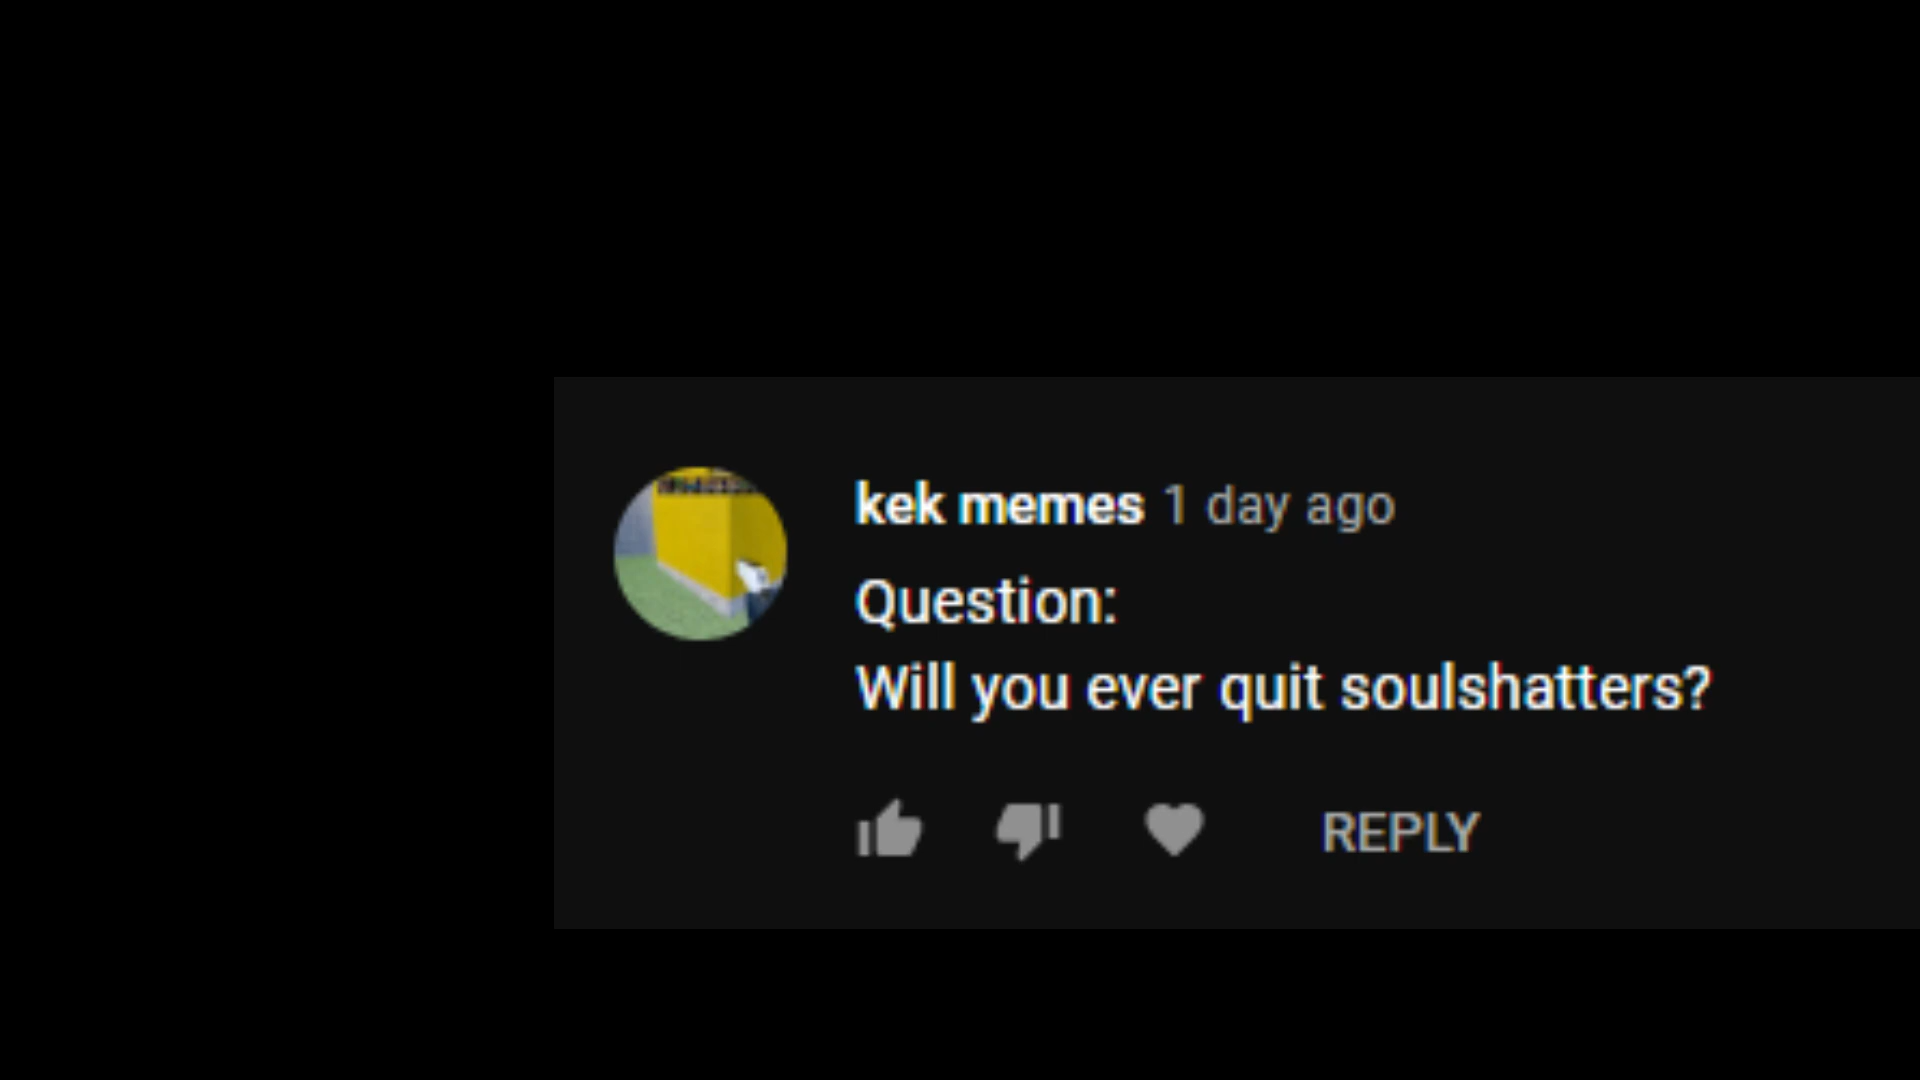 kek memes 1 day ago
Question:
Will you ever quit soulshatters?
REPLY